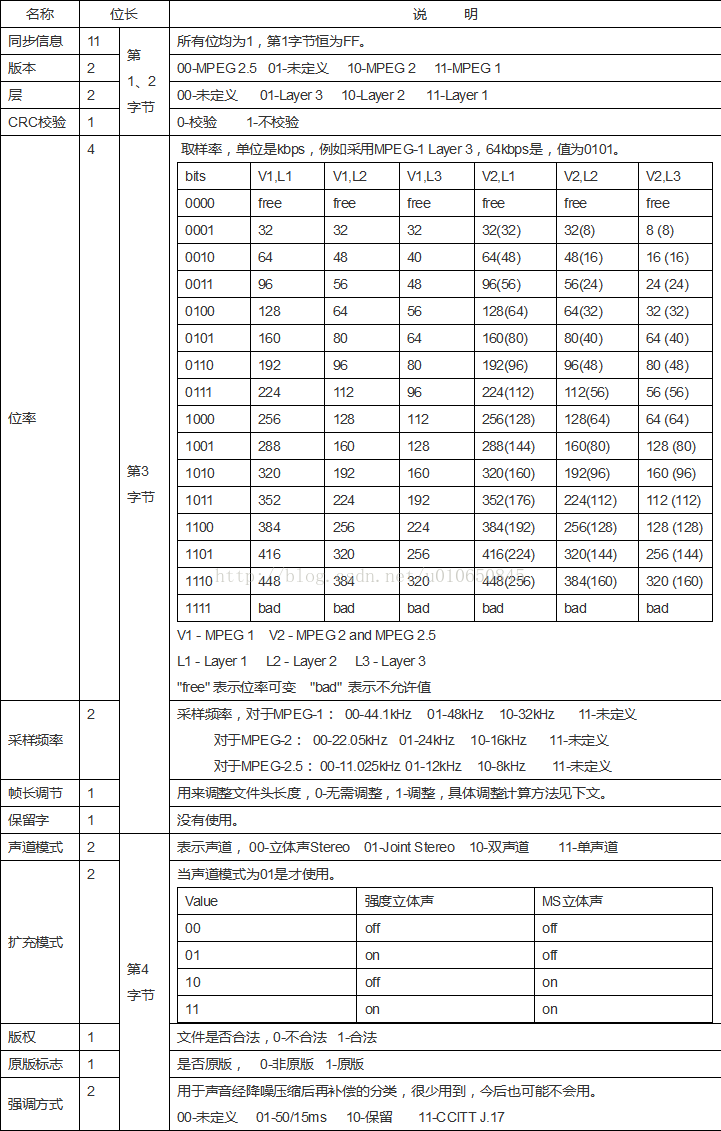 名称 位长 说 明
同步信息 11 所有位均为1，第1字节恒为FF。
第1、2字节
版本 2 00-MPEG 2.5 01-未定义 10-MPEG 2 11-MPEG 1
层 2 00-未定义 01-Layer 3 10-Layer 2 11-Layer 1
CRC校验 1 0-校验 1-不校验
位率 4 取样率，单位是kbps，例如采用MPEG-1 Layer 3，64kbps是，值为0101。
第3字节
bits V1,L1 V1,L2 V1,L3 V2,L1 V2,L2 V2,L3
0000 free free free free free free
0001 32 32 32 32(32) 32(8) 8 (8)
0010 64 48 40 64(48) 48(16) 16 (16)
0011 96 56 48 96(56) 56(24) 24 (24)
0100 128 64 56 128(64) 64(32) 32 (32)
0101 160 80 64 160(80) 80(40) 64 (40)
0110 192 96 80 192(96) 96(48) 80 (48)
0111 224 112 96 224(112) 112(56) 56 (56)
1000 256 128 112 256(128) 128(64) 64 (64)
1001 288 160 128 288(144) 160(80) 128 (80)
1010 320 192 160 320(160) 192(96) 160 (96)
1011 352 224 192 352(176) 224(112) 112 (112)
1100 384 256 224 384(192) 256(128) 128 (128)
1101 416 320 256 416(224) 320(144) 256 (144)
1110 448 384 320 448(256) 384(160) 320 (160)
1111 bad bad bad bad bad bad
http://blog.csdn.net/u010650845
V1 - MPEG 1 V2 - MPEG 2 and MPEG 2.5
L1 - Layer 1 L2 - Layer 2 L3 - Layer 3
"free" 表示位率可变 "bad" 表示不允许值
采样频率 2 采样频率，对于MPEG-1： 00-44.1kHz 01-48kHz 10-32kHz 11-未定义
对于MPEG-2： 00-22.05kHz 01-24kHz 10-16kHz 11-未定义
对于MPEG-2.5： 00-11.025kHz 01-12kHz 10-8kHz 11-未定义
帧长调节 1 用来调整文件头长度，0-无需调整，1-调整，具体调整计算方法见下文。
保留字 1 没有使用。
声道模式 2 表示声道， 00-立体声Stereo 01-Joint Stereo 10-双声道 11-单声道
第4字节
扩充模式 2 当声道模式为01是才使用。
Value 强度立体声 MS立体声
00 off off
01 on off
10 off on
11 on on
版权 1 文件是否合法，0-不合法 1-合法
原版标志 1 是否原版， 0-非原版 1-原版
强调方式 2 用于声音经降噪压缩后再补偿的分类，很少用到，今后也可能不会用。
00-未定义 01-50/15ms 10-保留 11-CCITT J.17